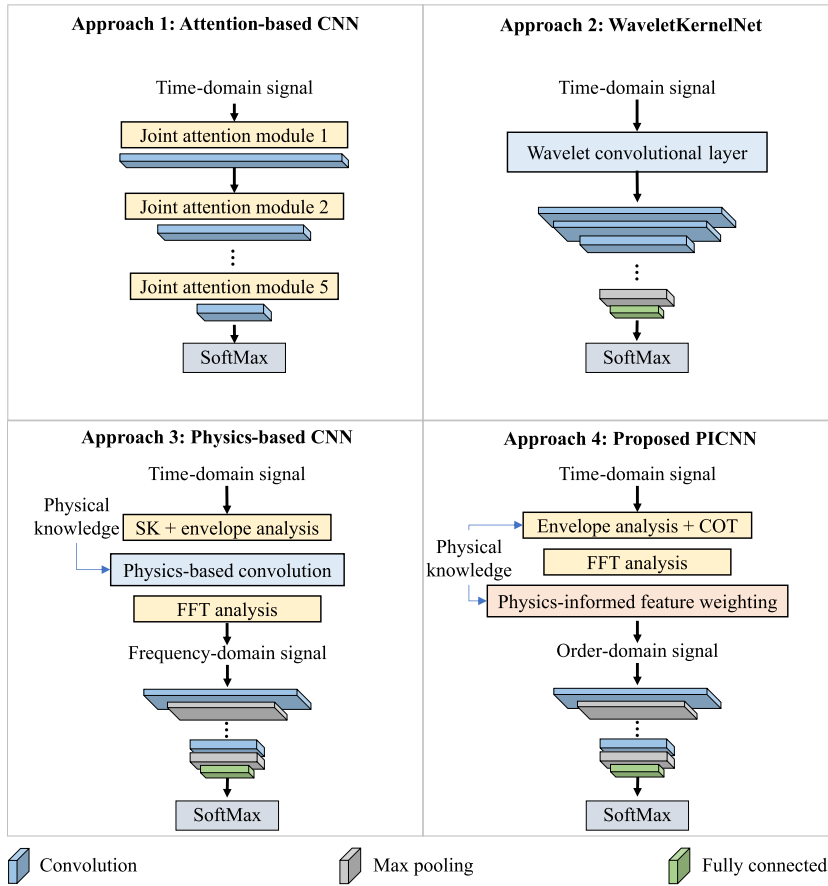 Approach 1: Attention-based CNN
Time-domain signal
Joint attention module 1
Joint attention module 2
Joint attention module 5
SoftMax
Approach 2: WaveletKernelNet
Time-domain signal
Wavelet convolutional layer
SoftMax
Approach 3: Physics-based CNN
Time-domain signal
Physical
knowledge
SK + envelope analysis
Physics-based convolution
FFT analysis
Frequency-domain signal
SoftMax
Approach 4: Proposed PICNN
Time-domain signal
Envelope analysis + COT
Physical
knowledge
FFT analysis
Physics-informed feature weighting
Order-domain signal
SoftMax
Convolution
Max pooling
Fully connected